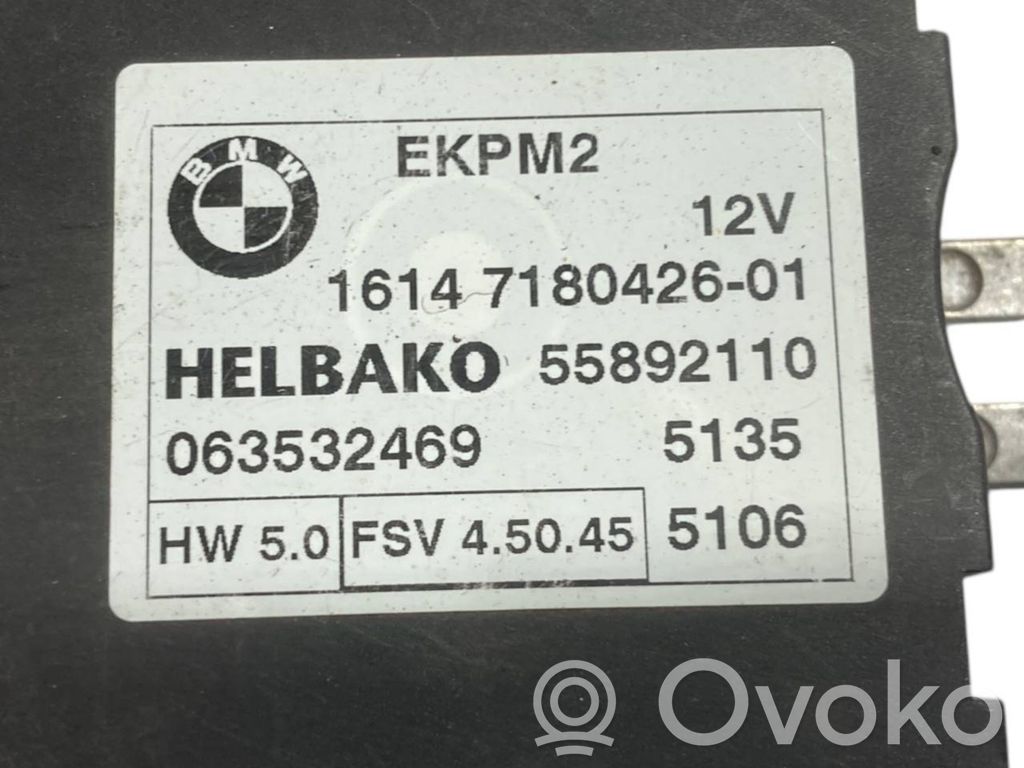 BMW
EKPM2
12V
1614 7180426-01
HELBAKO 55892110
063532469 5135
HW 5.0 FSV 4.50.45 5106
Ovoko